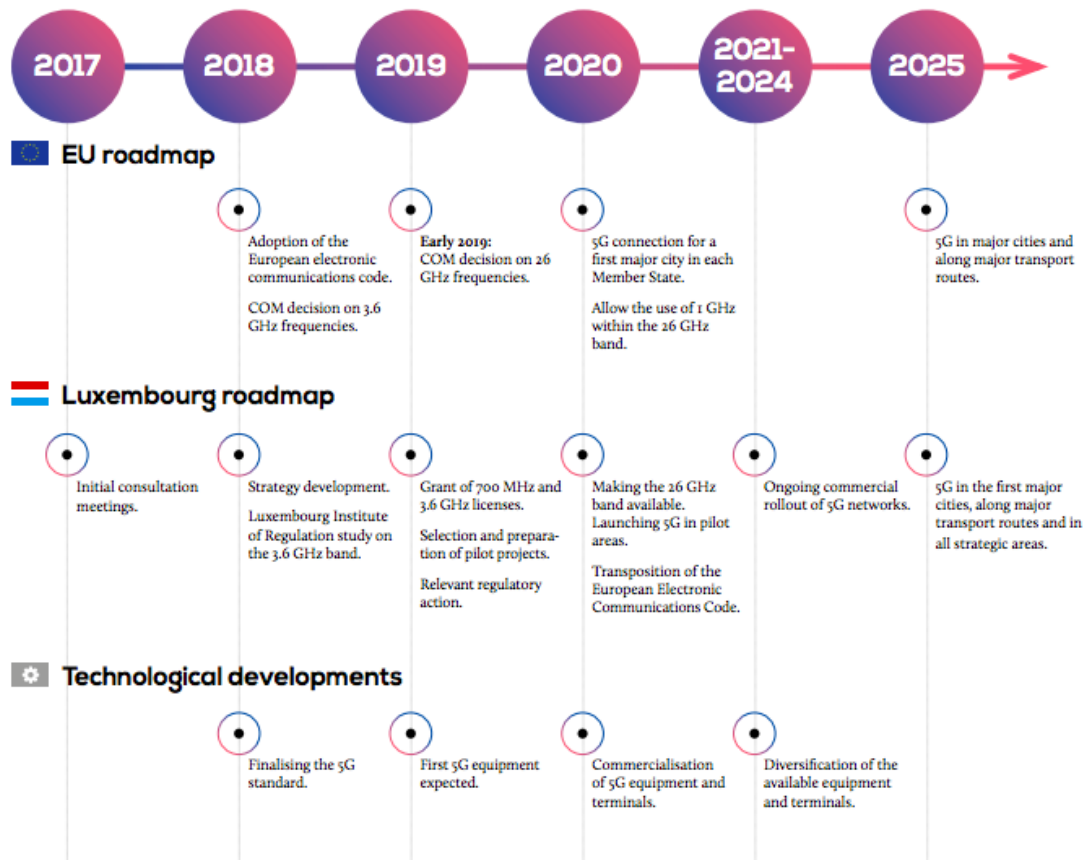 2017
2018
2019
2020
2021-
2024
2025
EU roadmap
Adoption of the
European electronic
communications code.
COM decision on 3.6
GHz frequencies.
Early 2019:
COM decision on 26
GHz frequencies.
5G connection for a
first major city in each
Member State.
Allow the use of 1 GHz
within the 26 GHz
band.
5G in major cities and
along major transport
routes.
Luxembourg roadmap
Initial consultation
meetings.
Strategy development.
Luxembourg Institute
of Regulation study on
the 3.6 GHz band.
Grant of 700 MHz and
3.6 GHz licenses.
Selection and prepara-
tion of pilot projects.
Relevant regulatory
action.
Making the 26 GHz
band available.
Launching 5G in pilot
areas.
Transposition of the
European Electronic
Communications Code.
Ongoing commercial
rollout of 5G networks.
5G in the first major
cities, along major
transport routes and in
all strategic areas.
Technological developments
Finalising the 5G
standard.
First 5G equipment
expected.
Commercialisation
of 5G equipment and
terminals.
Diversification of the
available equipment
and terminals.